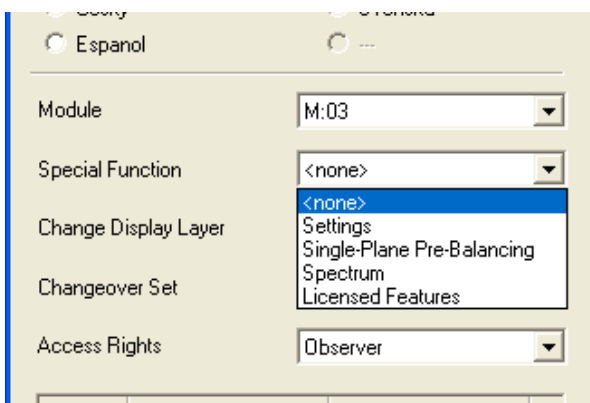 Espanol
---
Module
M:03
Special Function
<none>
<none>
Settings
Change Display Layer
Single-Plane Pre-Balancing
Spectrum
Changeover Set
Licensed Features
Access Rights
Observer